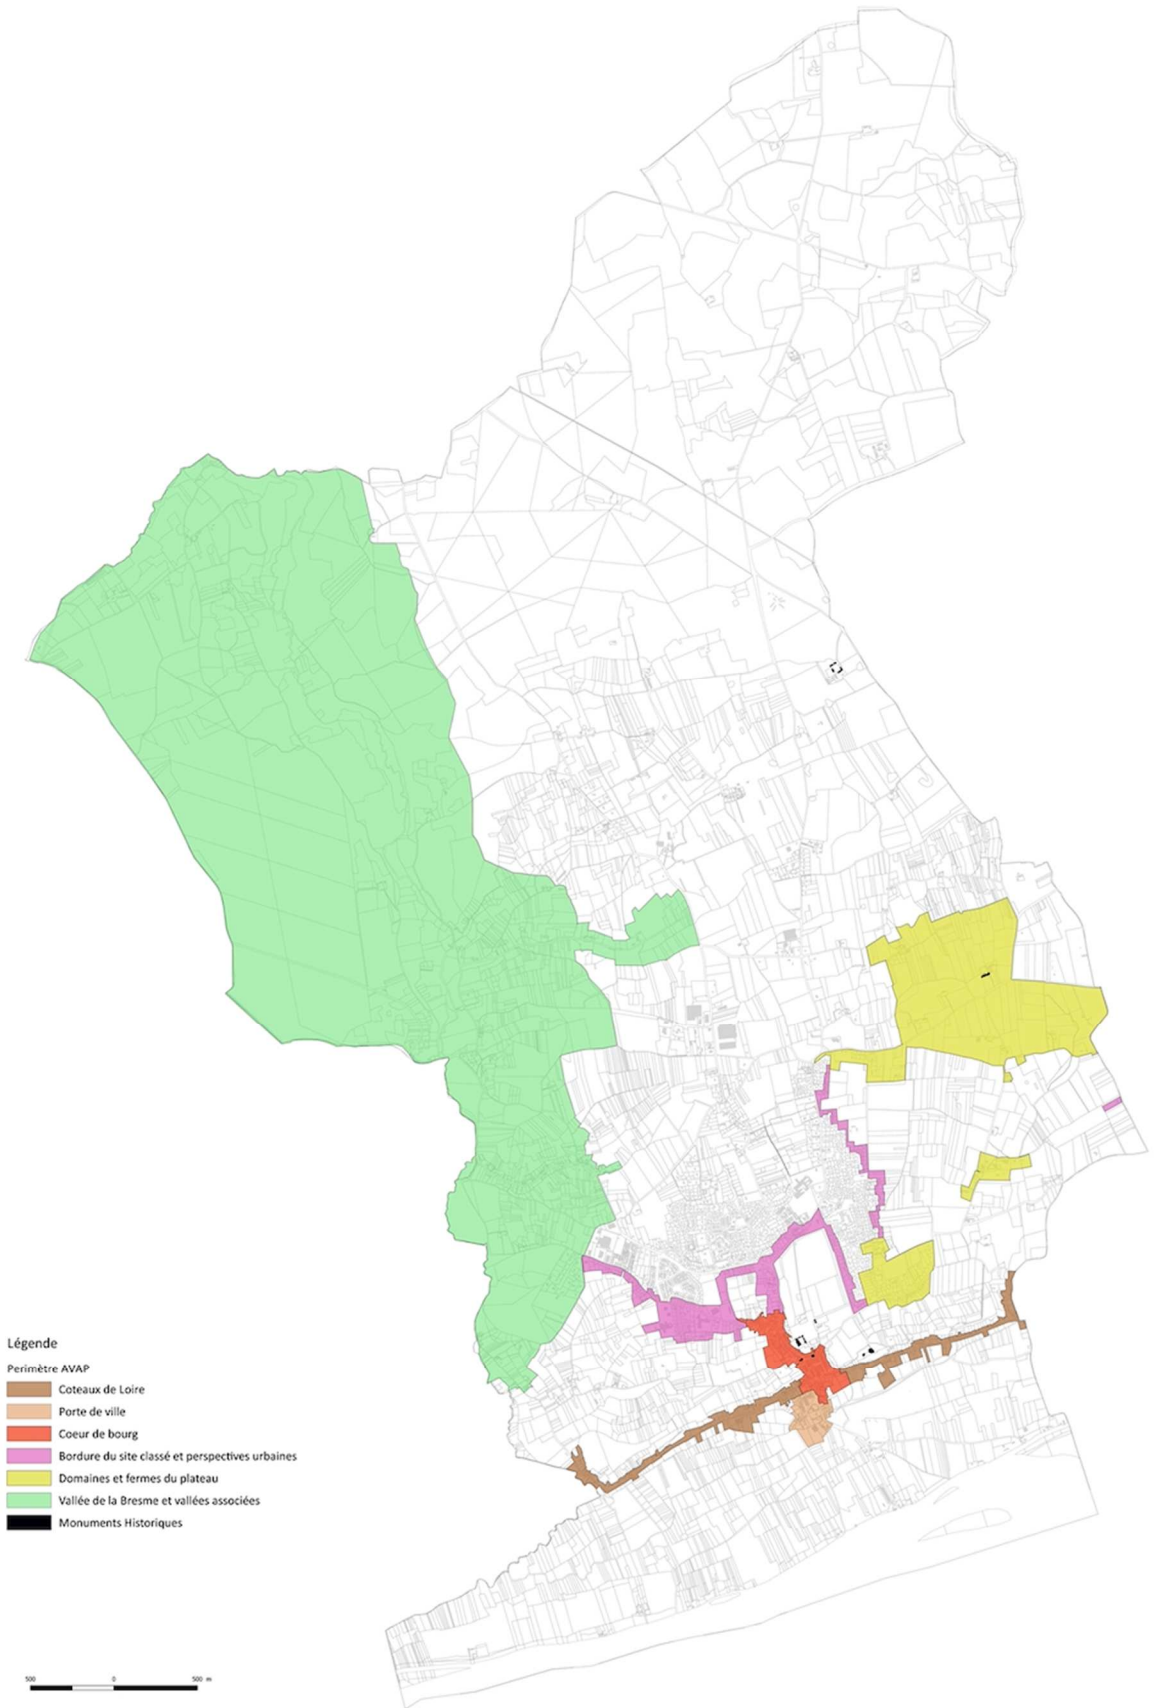 Légende
Perimètre AVAP
Coteaux de Loire
Porte de ville
Coeur de bourg
Bordure du site classé et perspectives urbaines
Domaines et fermes du plateau
Vallée de la Bresme et vallées associées
Monuments Historiques
500 0 500 m